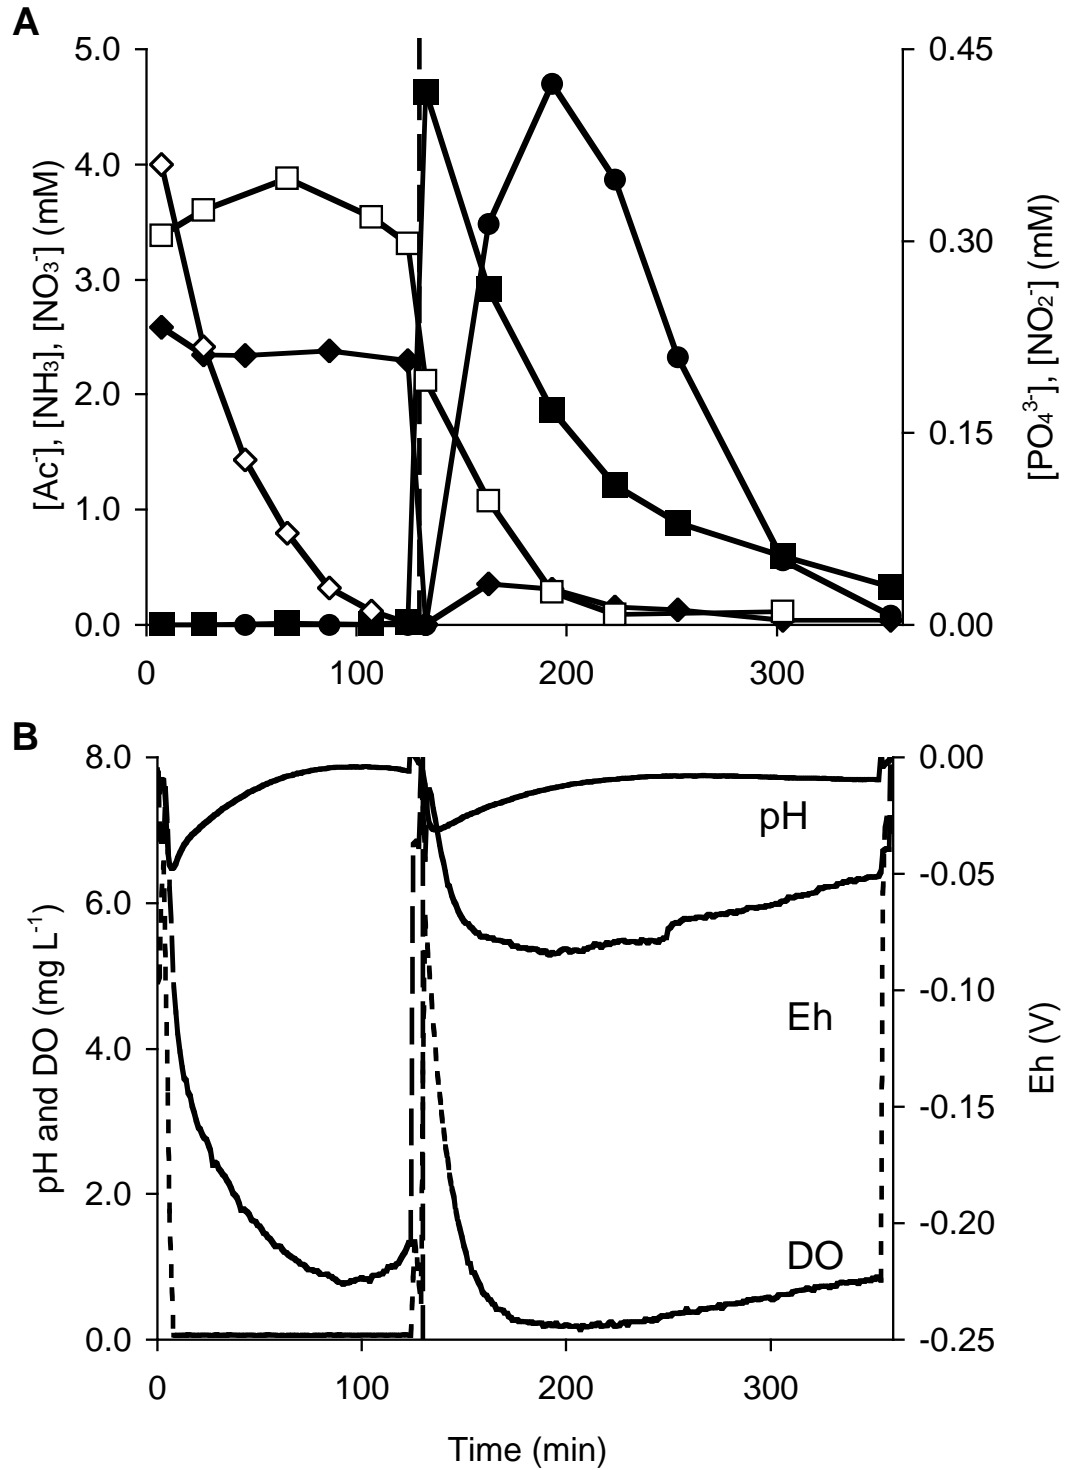 A
5.0
4.0
3.0
2.0
1.0
0.0
[Ac⁻], [NH₃], [NO₃⁻] (mM)
0.45
0.30
0.15
0.00
[PO₄³⁻], [NO₂⁻] (mM)
0 100 200 300
B
8.0
6.0
4.0
2.0
0.0
pH and DO (mg L⁻¹)
0.00
-0.05
-0.10
-0.15
-0.20
-0.25
Eh (V)
pH
Eh
DO
0 100 200 300
Time (min)